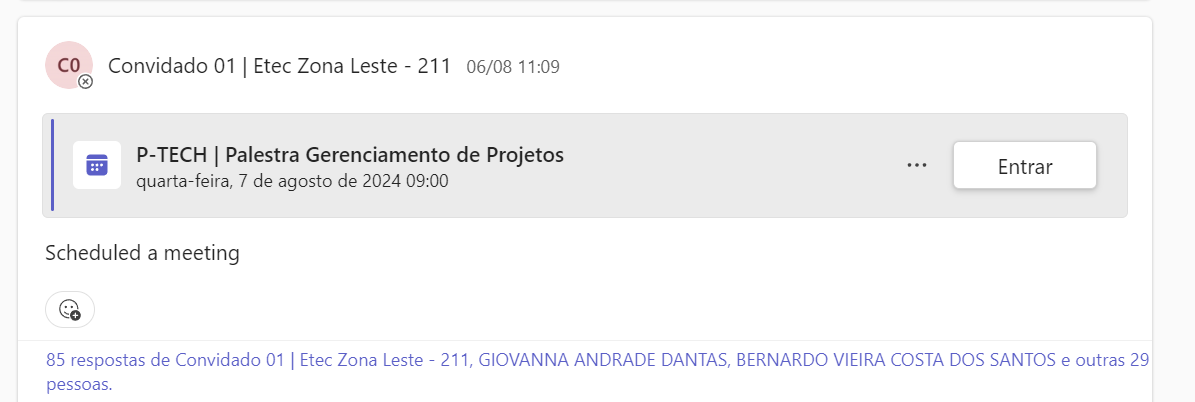 C0
Convidado 01 | Etec Zona Leste - 211 06/08 11:09
P-TECH | Palestra Gerenciamento de Projetos
quarta-feira, 7 de agosto de 2024 09:00
... Entrar
Scheduled a meeting
85 respostas de Convidado 01 | Etec Zona Leste - 211, GIOVANNA ANDRADE DANTAS, BERNARDO VIEIRA COSTA DOS SANTOS e outras 29
pessoas.